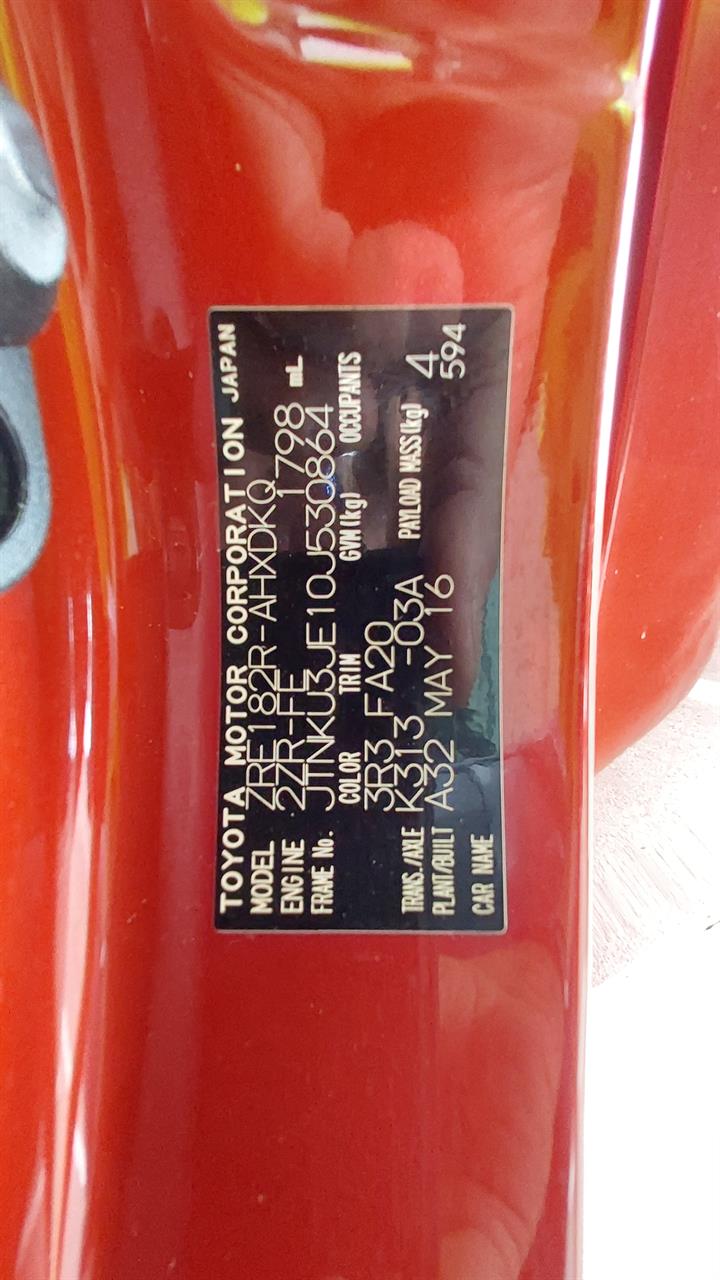 TOYOTA MOTOR CORPORATION JAPAN
MODEL ZRE182R-AHXDKQ
ENGINE 2ZR-FE 1798 mL
FRAME No. JTNKU3JE10J530864
COLOR TRIM GVM(kg) OCCUPANTS
3R3 FA20 4
TRANS./AXLE K313 -03A PAYLOAD MASS(kg) 594
PLANT/BUILT A32 MAY 16
CAR NAME